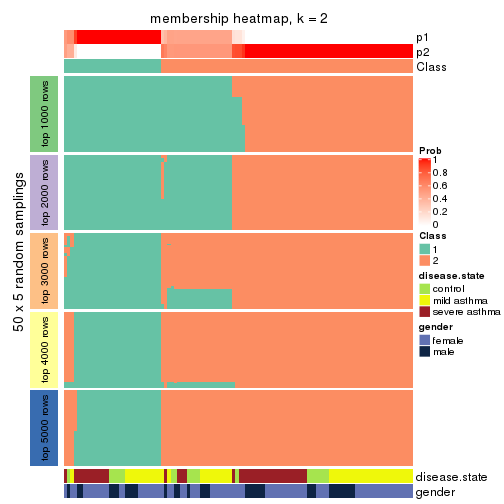 membership heatmap, k = 2
p1
p2
Class
50 x 5 random samplings
top 1000 rows
top 2000 rows
top 3000 rows
top 4000 rows
top 5000 rows
Prob
1
0.8
0.6
0.4
0.2
0
Class
1
2
disease.state
control
mild asthma
severe asthma
gender
female
male
disease.state
gender